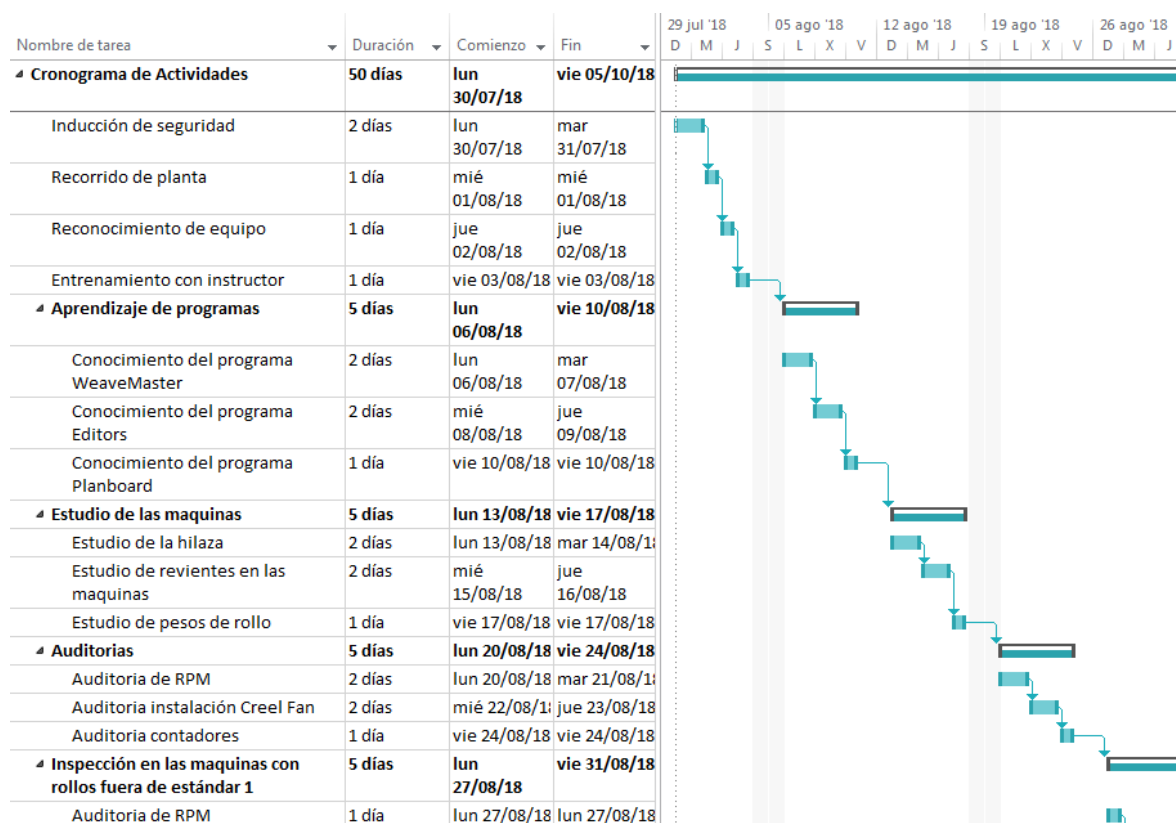 29 jul '18 05 ago '18 12 ago '18 19 ago '18 26 ago '18
Nombre de tarea Duración Comienzo Fin D M J S L X V D M J S L X V D M J
Cronograma de Actividades 50 días lun 30/07/18 vie 05/10/18
Inducción de seguridad 2 días lun 30/07/18 mar 31/07/18
Recorrido de planta 1 día mié 01/08/18 mié 01/08/18
Reconocimiento de equipo 1 día jue 02/08/18 jue 02/08/18
Entrenamiento con instructor 1 día vie 03/08/18 vie 03/08/18
Aprendizaje de programas 5 días lun 06/08/18 vie 10/08/18
Conocimiento del programa WeaveMaster 2 días lun 06/08/18 mar 07/08/18
Conocimiento del programa Editors 2 días mié 08/08/18 jue 09/08/18
Conocimiento del programa Planboard 1 día vie 10/08/18 vie 10/08/18
Estudio de las maquinas 5 días lun 13/08/18 vie 17/08/18
Estudio de la hilaza 2 días lun 13/08/18 mar 14/08/1
Estudio de revientes en las maquinas 2 días mié 15/08/18 jue 16/08/18
Estudio de pesos de rollo 1 día vie 17/08/18 vie 17/08/18
Auditorias 5 días lun 20/08/18 vie 24/08/18
Auditoria de RPM 2 días lun 20/08/18 mar 21/08/1
Auditoria instalación Creel Fan 2 días mié 22/08/1 jue 23/08/18
Auditoria contadores 1 día vie 24/08/18 vie 24/08/18
Inspección en las maquinas con rollos fuera de estándar 1 5 días lun 27/08/18 vie 31/08/18
Auditoria de RPM 1 día lun 27/08/18 lun 27/08/18